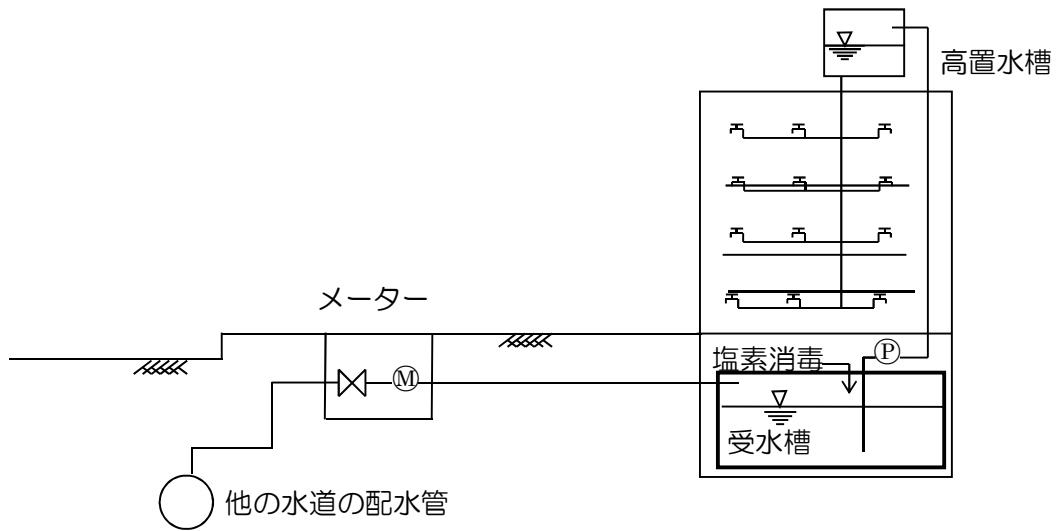 高置水槽
メーター
塩素消毒
Ⓟ
Ⓜ
受水槽
他の水道の配水管